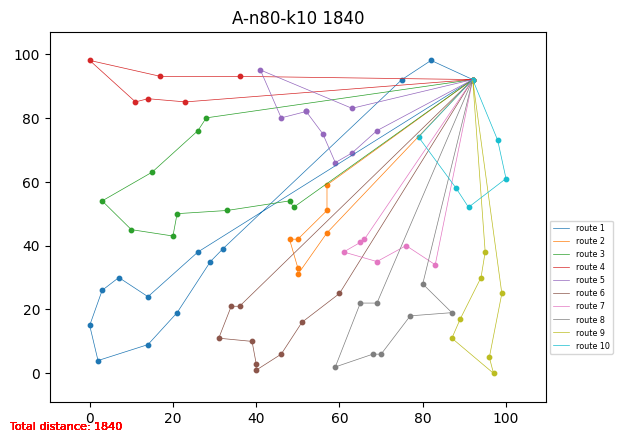 A-n80-k10 1840
100
80
60
40
20
0
0 20 40 60 80 100
route 1
route 2
route 3
route 4
route 5
route 6
route 7
route 8
route 9
route 10
Total distance: 1840